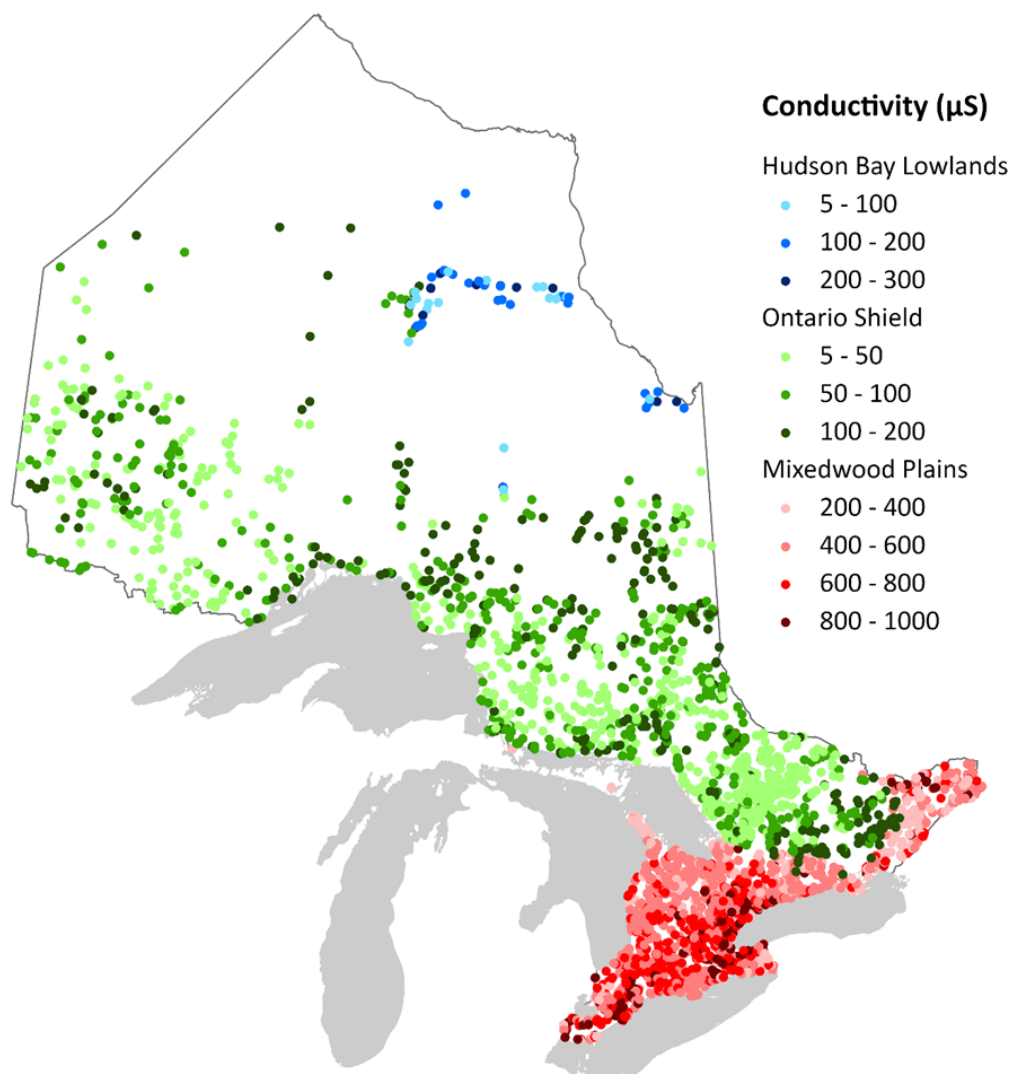 Conductivity (µS)
Hudson Bay Lowlands
5 - 100
100 - 200
200 - 300
Ontario Shield
5 - 50
50 - 100
100 - 200
Mixedwood Plains
200 - 400
400 - 600
600 - 800
800 - 1000